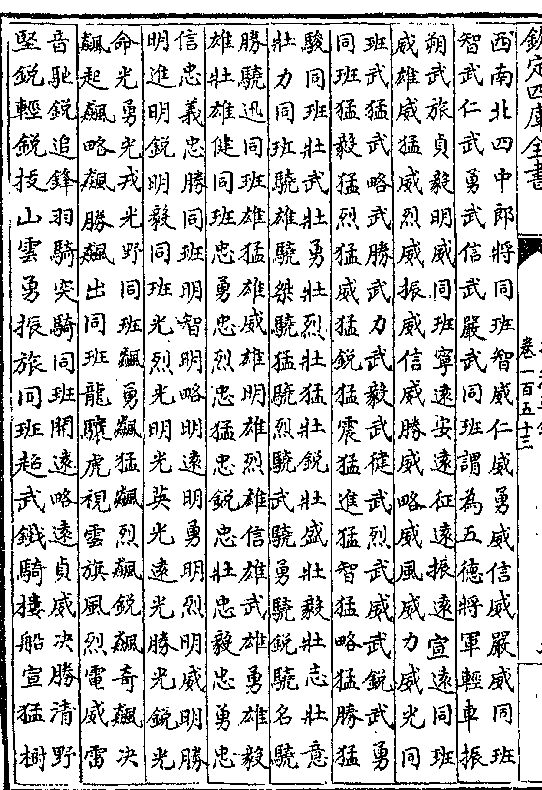 欽定四庫全書
卷一百五十三
西南北四中郎將同班智威仁威勇威信威嚴威同班
智武仁武勇武信武嚴武同班謂為五德將軍輕車振
朔武旅貞毅明威同班寧遠安遠征遠振遠宣遠同班
威雄威猛威烈威振威信威勝威略威風威力威光同
班武猛武略武勝武力武毅武健武烈武威武銳武勇
同班猛毅猛烈猛威猛銳猛震猛進猛智猛略猛勝猛
駿同班壯武壯勇壯烈壯猛壯銳壯盛壯毅壯志壯意
壯力同班驍雄驍桀驍猛驍烈驍武驍勇驍銳驍名驍
勝驍迅同班雄猛雄威雄明雄烈雄信雄武雄勇雄毅
雄壯雄健同班忠勇忠烈忠猛忠銳忠壯忠毅忠勇忠
信忠義忠勝同班明智明略明遠明勇明烈明威明勝
明進明銳明毅同班光烈光明光英光遠光勝光銳光
命光勇光戎光野同班飆勇飆猛飆烈飆銳飆奇飆决
飆起飆略飆勝飆出同班龍驤虎視雲旗風烈電威雷
音馳銳追鋒羽騎突騎同班開遠略遠貞威决勝清野
堅銳輕銳拔山雲勇振旅同班超武鐵騎樓船宣猛樹